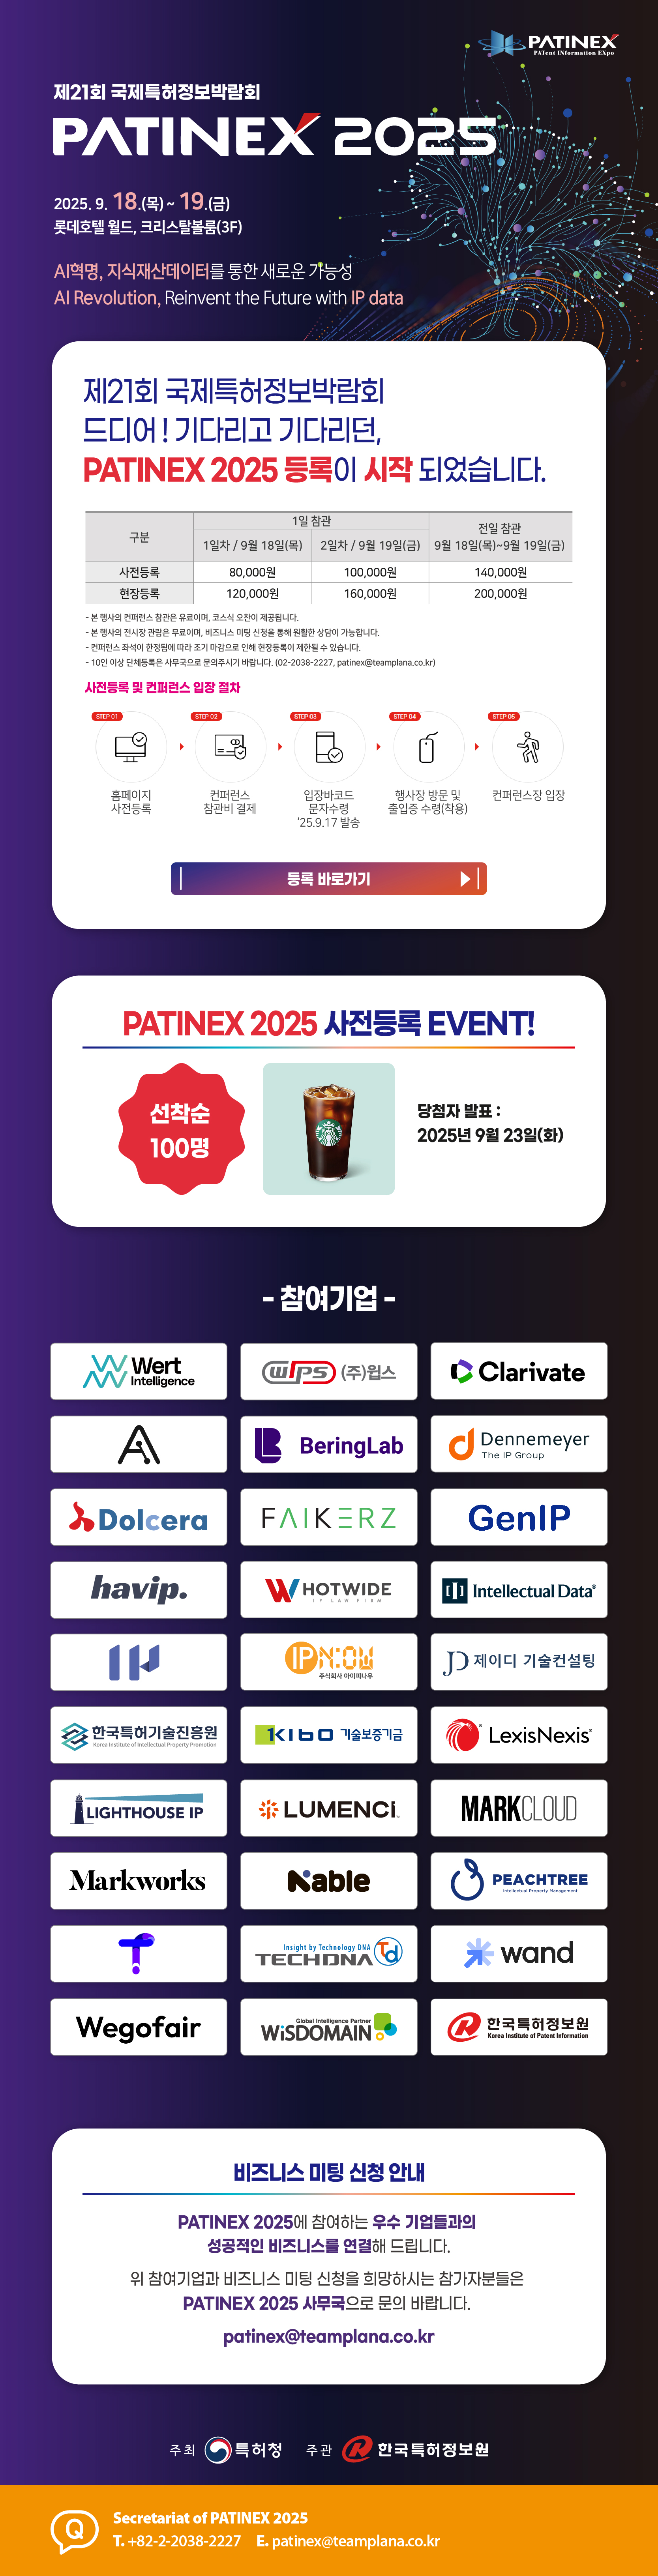 PATINEX
PATent INformation EXpo
제21회 국제특허정보박람회
PATINEX 2025
2025. 9. 18.(목) ~ 19.(금)
롯데호텔 월드, 크리스탈볼룸(3F)
AI혁명, 지식재산데이터를 통한 새로운 가능성
AI Revolution, Reinvent the Future with IP data
제21회 국제특허정보박람회
드디어 ! 기다리고 기다리던,
PATINEX 2025 등록이 시작 되었습니다.
구분
1일 참관
전일 참관
1일차 / 9월 18일(목)
2일차 / 9월 19일(금)
9월 18일(목)~9월 19일(금)
사전등록 80,000원 100,000원 140,000원
현장등록 120,000원 160,000원 200,000원
- 본 행사의 컨퍼런스 참관은 유료이며, 코스식 오찬이 제공됩니다.
- 본 행사의 전시장 관람은 무료이며, 비즈니스 미팅 신청을 통해 원활한 상담이 가능합니다.
- 컨퍼런스 좌석이 한정됨에 따라 조기 마감으로 인해 현장등록이 제한될 수 있습니다.
- 10인 이상 단체등록은 사무국으로 문의주시기 바랍니다. (02-2038-2227, patinex@teamplana.co.kr)
사전등록 및 컨퍼런스 입장 절차
STEP 01 STEP 02 STEP 03 STEP 04 STEP 05
홈페이지
사전등록
컨퍼런스
참관비 결제
입장바코드
문자수령
'25.9.17 발송
행사장 방문 및
출입증 수령(착용)
컨퍼런스장 입장
등록 바로가기
PATINEX 2025 사전등록 EVENT!
선착순
100명
당첨자 발표 :
2025년 9월 23일(화)
- 참여기업 -
Wert
Intelligence
WIPS (주)윕스
Clarivate
BeringLab
Dennemeyer
The IP Group
Dolcera
FAIKERZ
GenIP
havip.
HOTWIDE
IP LAW FIRM
Intellectual Data®
IP
IPNOW
주식회사 아이피나우
JD 제이디 기술컨설팅
한국특허기술진흥원
Korea Institute of Intellectual Property Promotion
KIBO 기술보증기금
LexisNexis®
LIGHTHOUSE IP
LUMENCI™
MARKCLOUD
Markworks
Nable
PEACHTREE
Intellectual Property Management
Insight by Technology DNA
TECHDNA Td
wand
Wegofair
Global Intelligence Partner
WISDOMAIN
한국특허정보원
Korea Institute of Patent Information
비즈니스 미팅 신청 안내
PATINEX 2025에 참여하는 우수 기업들과의
성공적인 비즈니스를 연결해 드립니다.
위 참여기업과 비즈니스 미팅 신청을 희망하시는 참가자분들은
PATINEX 2025 사무국으로 문의 바랍니다.
patinex@teamplana.co.kr
주최 특허청 주관 한국특허정보원
Q
Secretariat of PATINEX 2025
T. +82-2-2038-2227 E. patinex@teamplana.co.kr